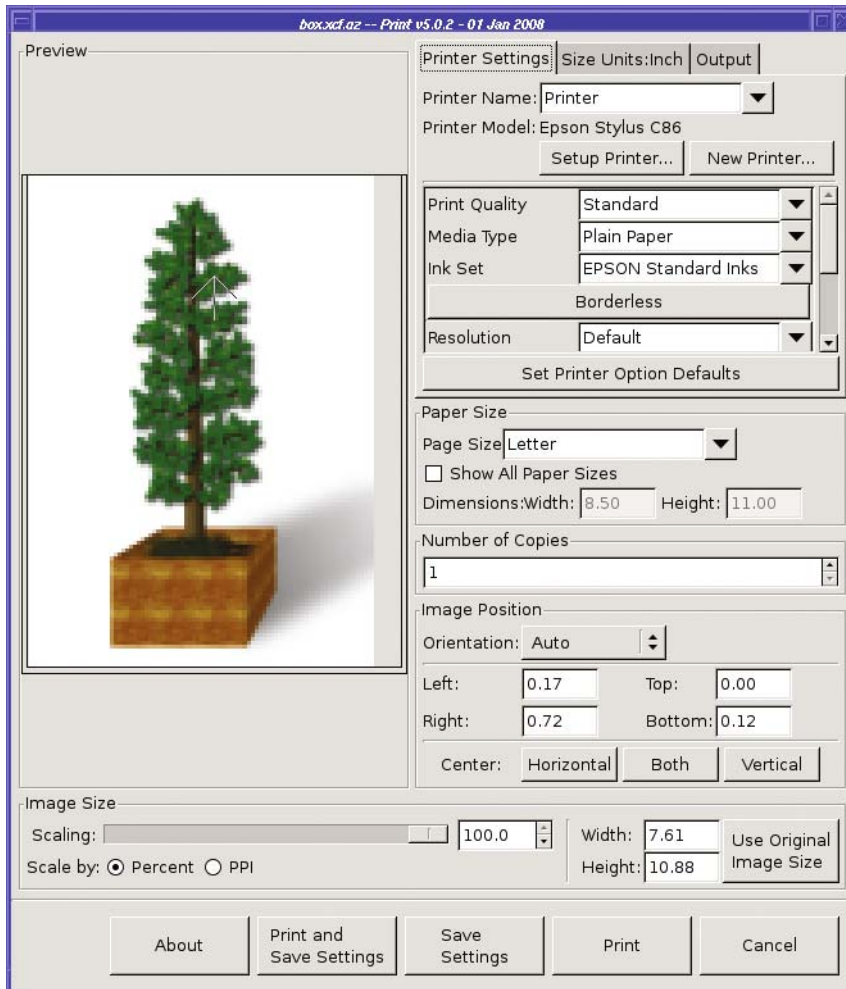 box.xcf.gz -- Print v5.0.2 - 01 Jan 2008
Preview
Printer Settings Size Units:Inch Output
Printer Name: Printer
Printer Model: Epson Stylus C86
Setup Printer... New Printer...
Print Quality Standard
Media Type Plain Paper
Ink Set EPSON Standard Inks
Borderless
Resolution Default
Set Printer Option Defaults
Paper Size
Page Size Letter
Show All Paper Sizes
Dimensions:Width: 8.50 Height: 11.00
Number of Copies
1
Image Position
Orientation: Auto
Left: 0.17 Top: 0.00
Right: 0.72 Bottom: 0.12
Center: Horizontal Both Vertical
Image Size
Scaling: 100.0 Width: 7.61 Use Original
Scale by: Percent PPI Height: 10.88 Image Size
About Print and Save Settings Print Cancel
Save Settings Settings